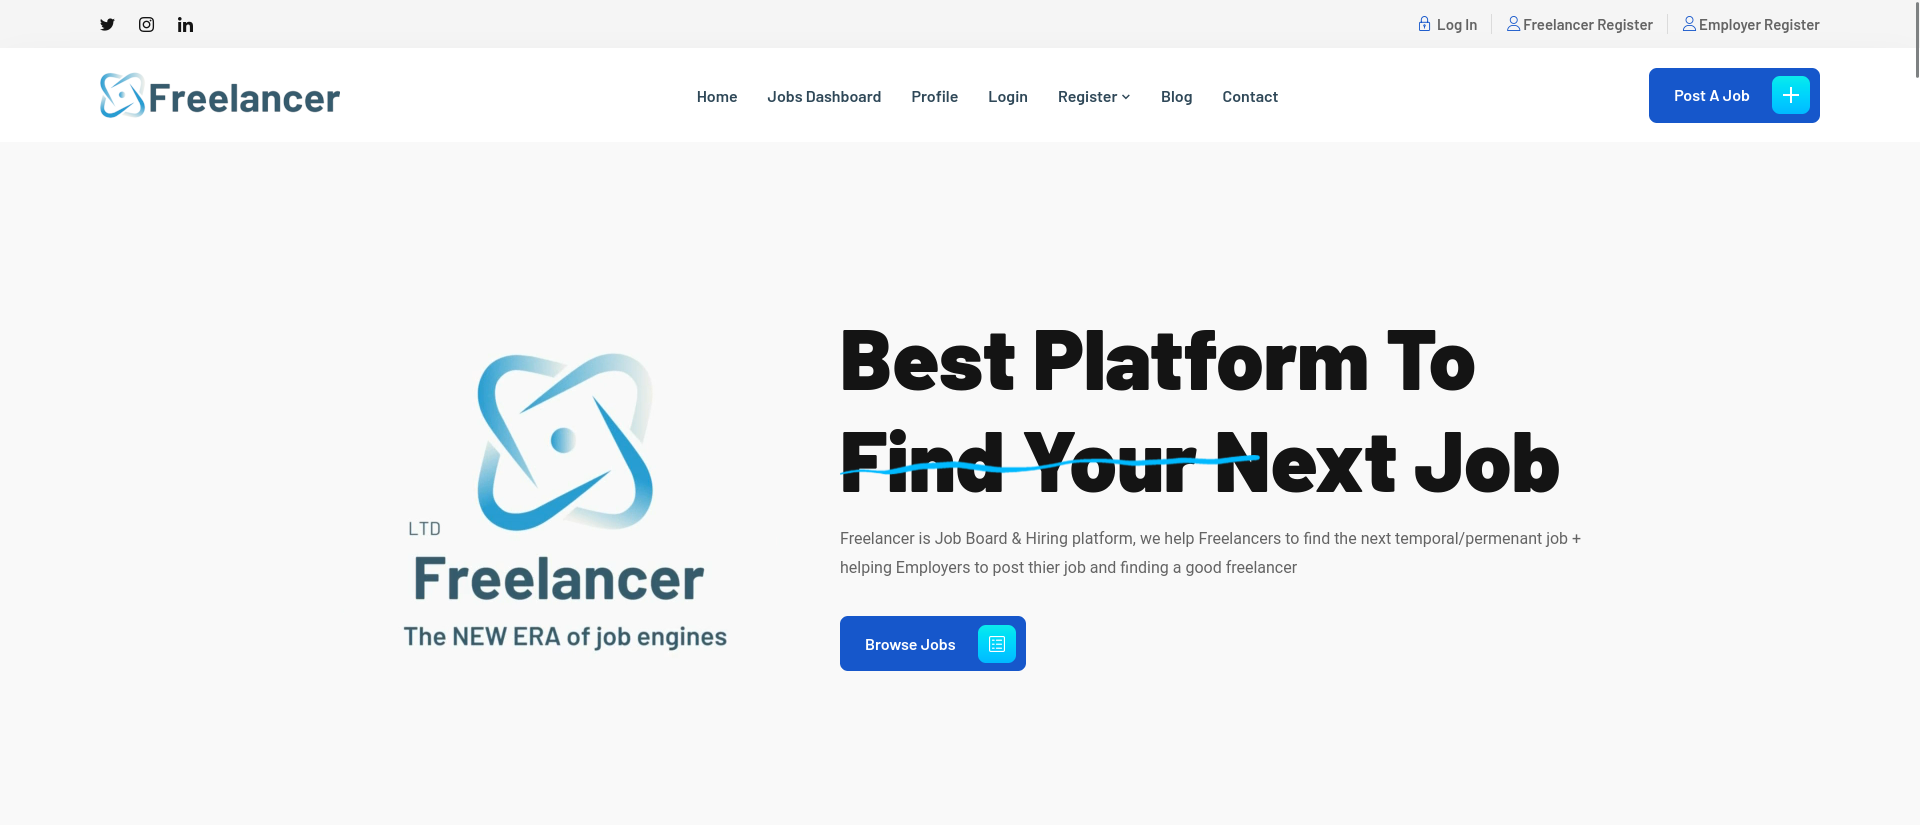 Log In
Freelancer Register
Employer Register
Freelancer
Home
Jobs Dashboard
Profile
Login
Register
Blog
Contact
Post A Job
LTD
Freelancer
The NEW ERA of job engines
Best Platform To
Find Your Next Job
Freelancer is Job Board & Hiring platform, we help Freelancers to find the next temporal/permenant job +
helping Employers to post thier job and finding a good freelancer
Browse Jobs